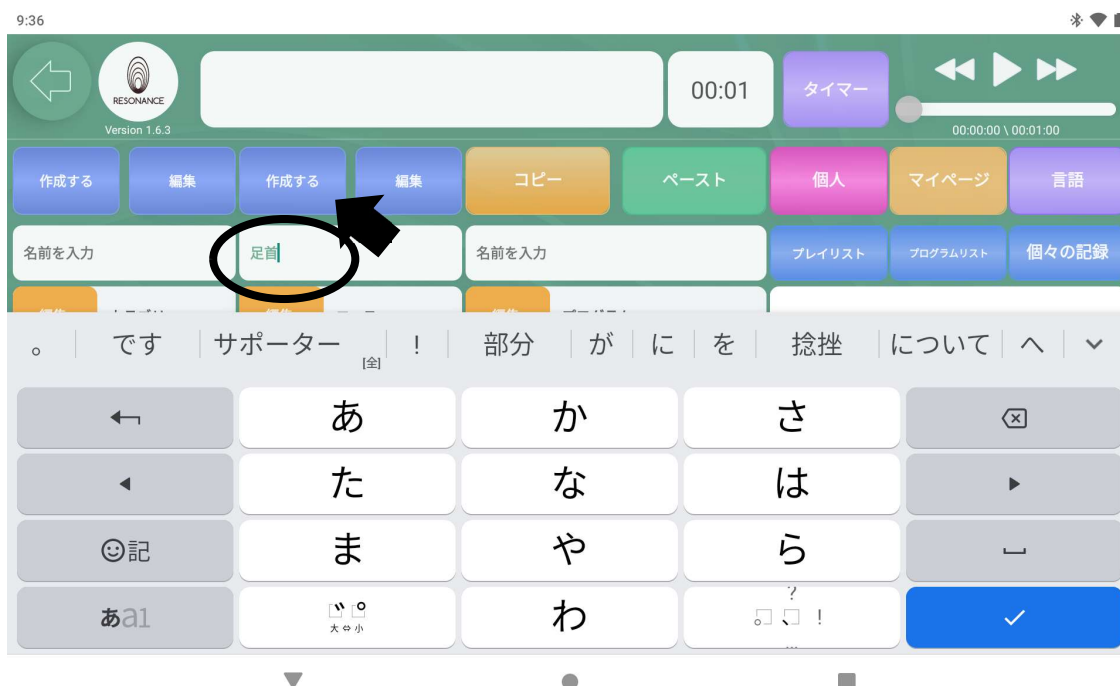 9:36
RESONANCE
Version 1.6.3
00:01
タイマー
00:00:00 \ 00:01:00
作成する 編集 作成する 編集 コピー ペースト 個人 マイページ 言語
名前を入力 足首 名前を入力 プレイリスト プログラムリスト 個々の記録
。 です サポーター [全] ! 部分 が に を 捻挫 について へ
あ か さ
た な は
記 ま や ら
あa1 大⇔小 わ 。、?!…